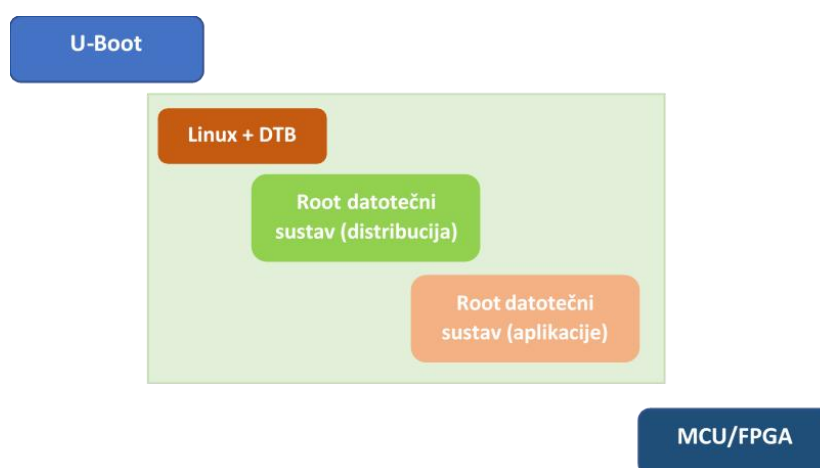 U-Boot
Linux + DTB
Root datotečni
sustav (distribucija)
Root datotečni
sustav (aplikacije)
MCU/FPGA